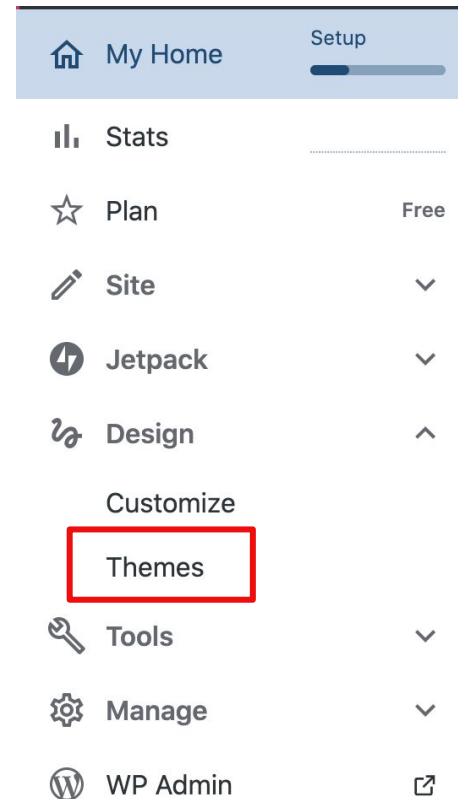 My Home Setup
Stats
Plan Free
Site
Jetpack
Design
Customize
Themes
Tools
Manage
WP Admin